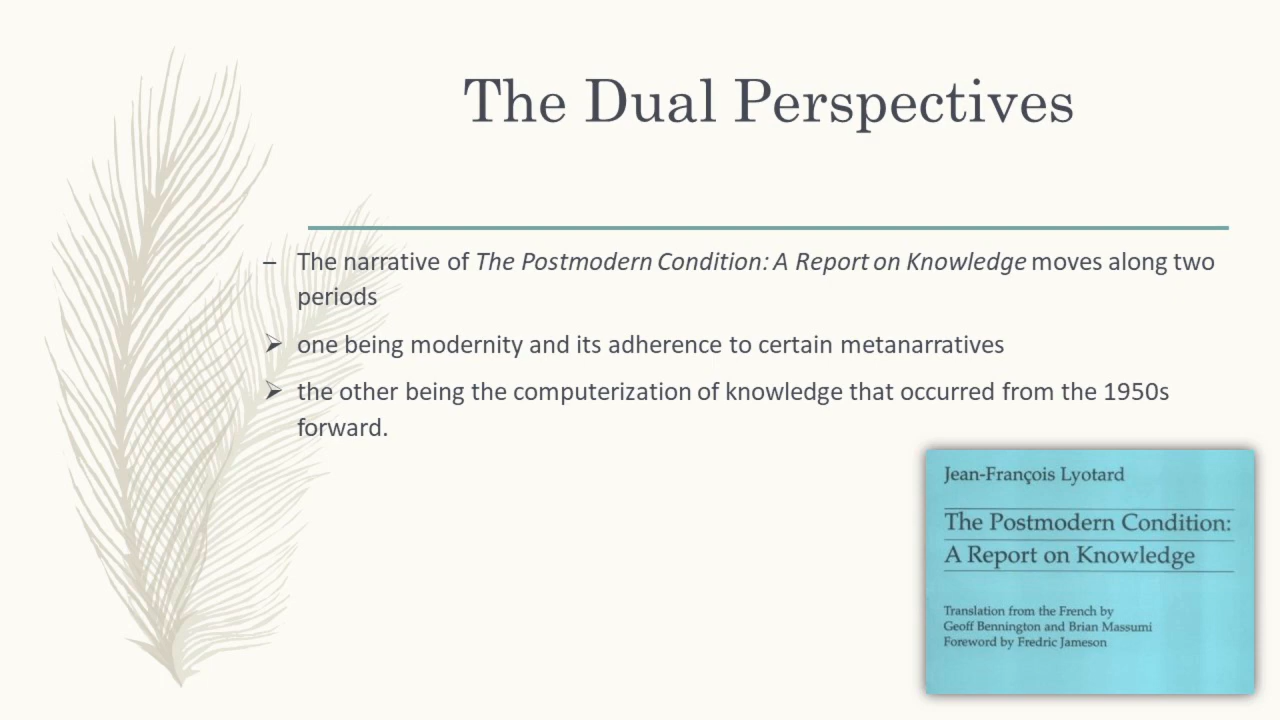 The Dual Perspectives
– The narrative of The Postmodern Condition: A Report on Knowledge moves along two
periods
➢ one being modernity and its adherence to certain metanarratives
➢ the other being the computerization of knowledge that occurred from the 1950s
forward.
Jean-François Lyotard
The Postmodern Condition:
A Report on Knowledge
Translation from the French by
Geoff Bennington and Brian Massumi
Foreword by Fredric Jameson